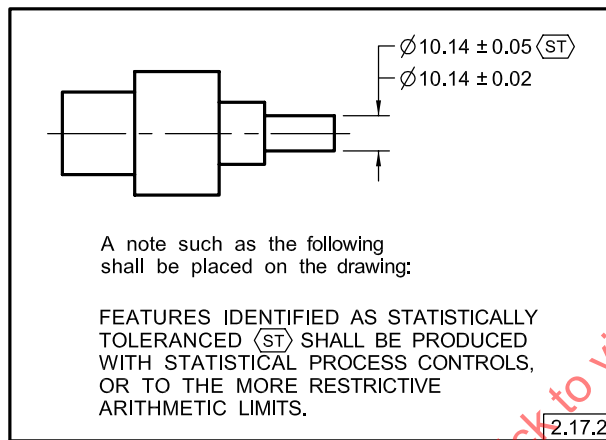 ⌀10.14 ±0.05 ST
⌀10.14 ±0.02
A note such as the following
shall be placed on the drawing:
FEATURES IDENTIFIED AS STATISTICALLY
TOLERANCED ST SHALL BE PRODUCED
WITH STATISTICAL PROCESS CONTROLS,
OR TO THE MORE RESTRICTIVE
ARITHMETIC LIMITS.
2.17.2